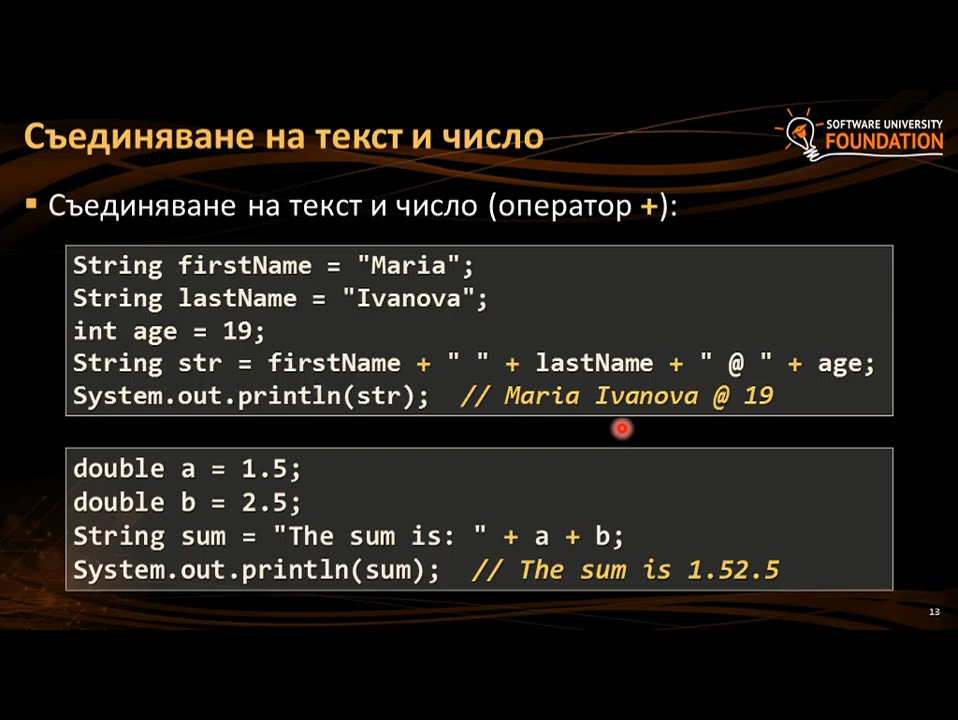 Съединяване на текст и число
SOFTWARE UNIVERSITY
FOUNDATION
Съединяване на текст и число (оператор +):
String firstName = "Maria";
String lastName = "Ivanova";
int age = 19;
String str = firstName + " " + lastName + " @ " + age;
System.out.println(str); // Maria Ivanova @ 19
double a = 1.5;
double b = 2.5;
String sum = "The sum is: " + a + b;
System.out.println(sum); // The sum is 1.52.5
13